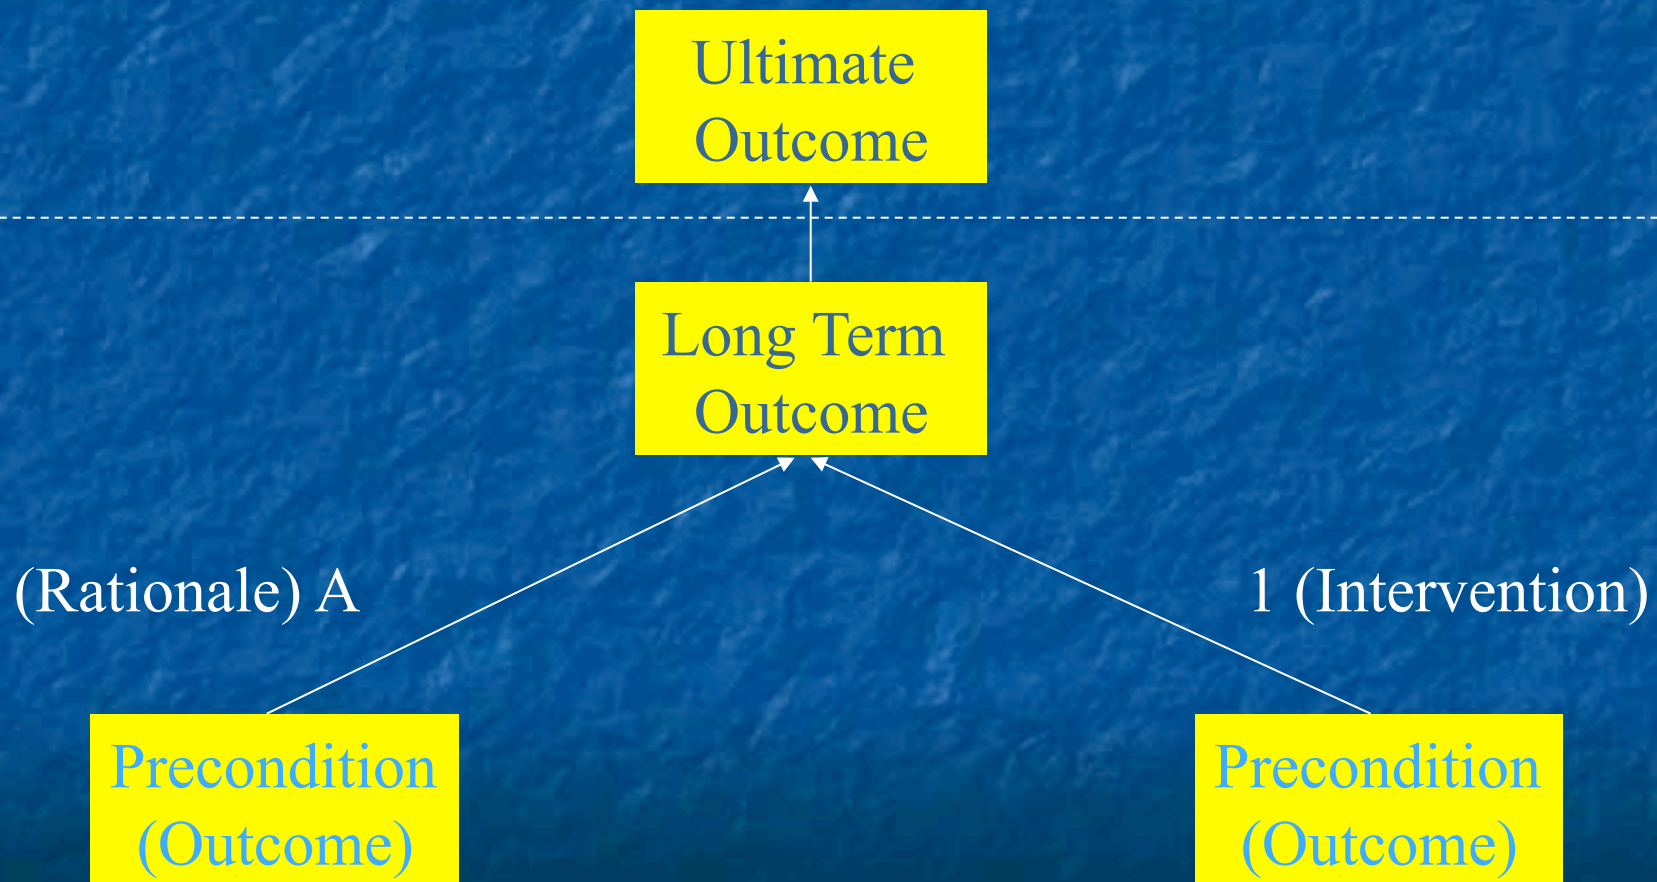 Ultimate
Outcome
Long Term
Outcome
(Rationale) A
1 (Intervention)
Precondition
(Outcome)
Precondition
(Outcome)